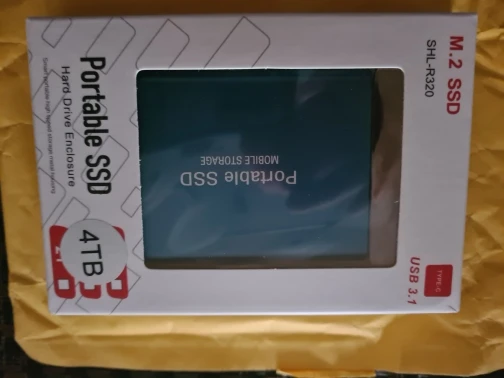 M.2 SSD
SHL-R320
Portable SSD
MOBILE STORAGE
TYPE-C
USB 3.1
Portable SSD
Hard Drive Enclosure
4TB